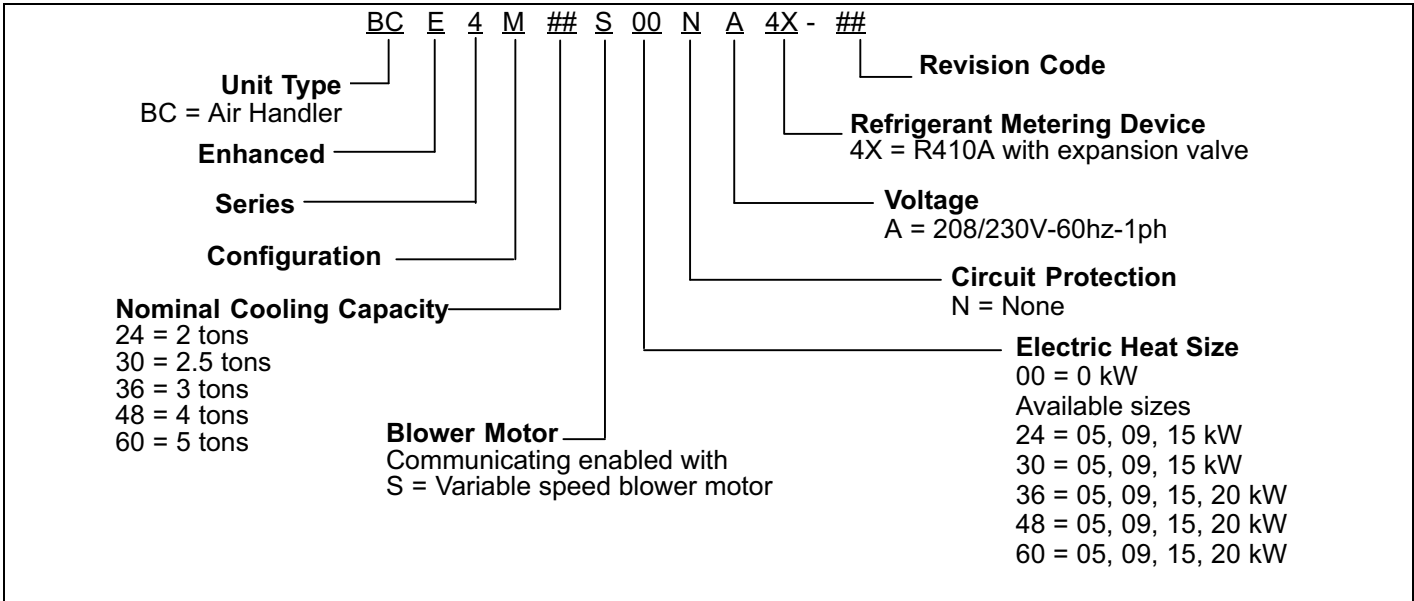 BC E 4 M ## S 00 N A 4X - ##
Unit Type
BC = Air Handler
Enhanced
Series
Configuration
Nominal Cooling Capacity
24 = 2 tons
30 = 2.5 tons
36 = 3 tons
48 = 4 tons
60 = 5 tons
Blower Motor
Communicating enabled with
S = Variable speed blower motor
Revision Code
Refrigerant Metering Device
4X = R410A with expansion valve
Voltage
A = 208/230V-60hz-1ph
Circuit Protection
N = None
Electric Heat Size
00 = 0 kW
Available sizes
24 = 05, 09, 15 kW
30 = 05, 09, 15 kW
36 = 05, 09, 15, 20 kW
48 = 05, 09, 15, 20 kW
60 = 05, 09, 15, 20 kW